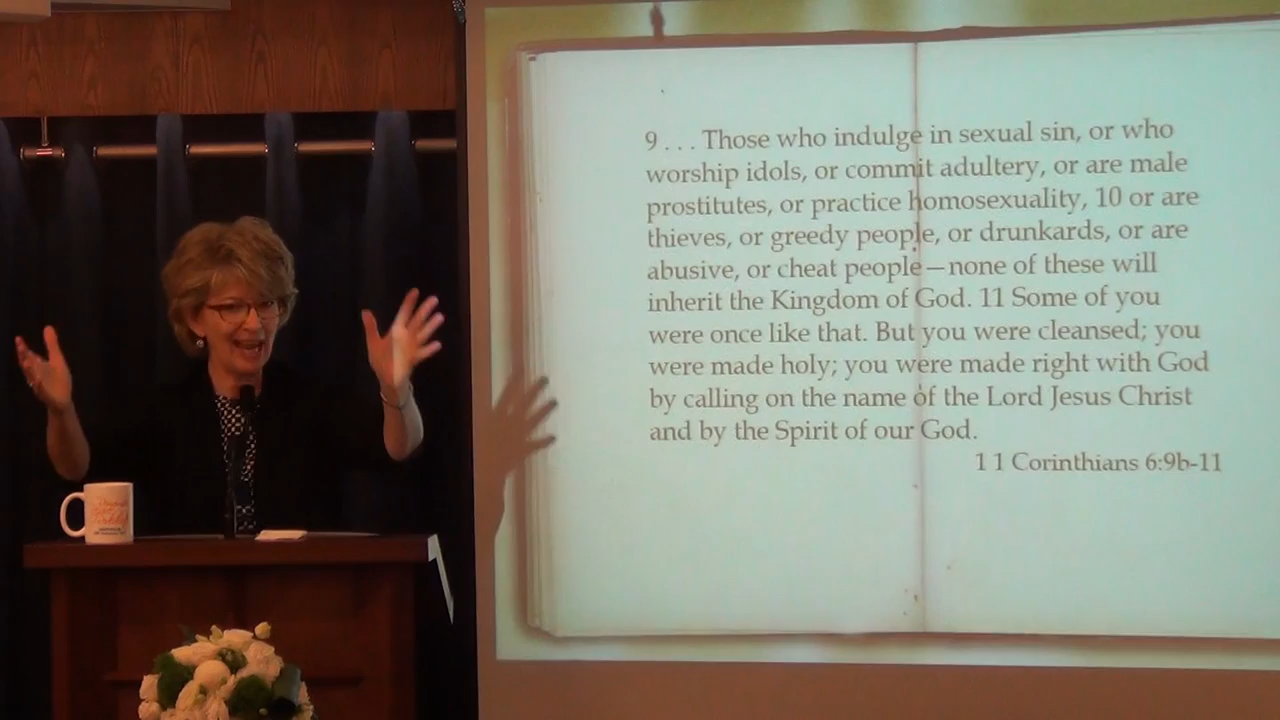 9 . . . Those who indulge in sexual sin, or who
worship idols, or commit adultery, or are male
prostitutes, or practice homosexuality, 10 or are
thieves, or greedy people, or drunkards, or are
abusive, or cheat people—none of these will
inherit the Kingdom of God. 11 Some of you
were once like that. But you were cleansed; you
were made holy; you were made right with God
by calling on the name of the Lord Jesus Christ
and by the Spirit of our God.
1 1 Corinthians 6:9b-11